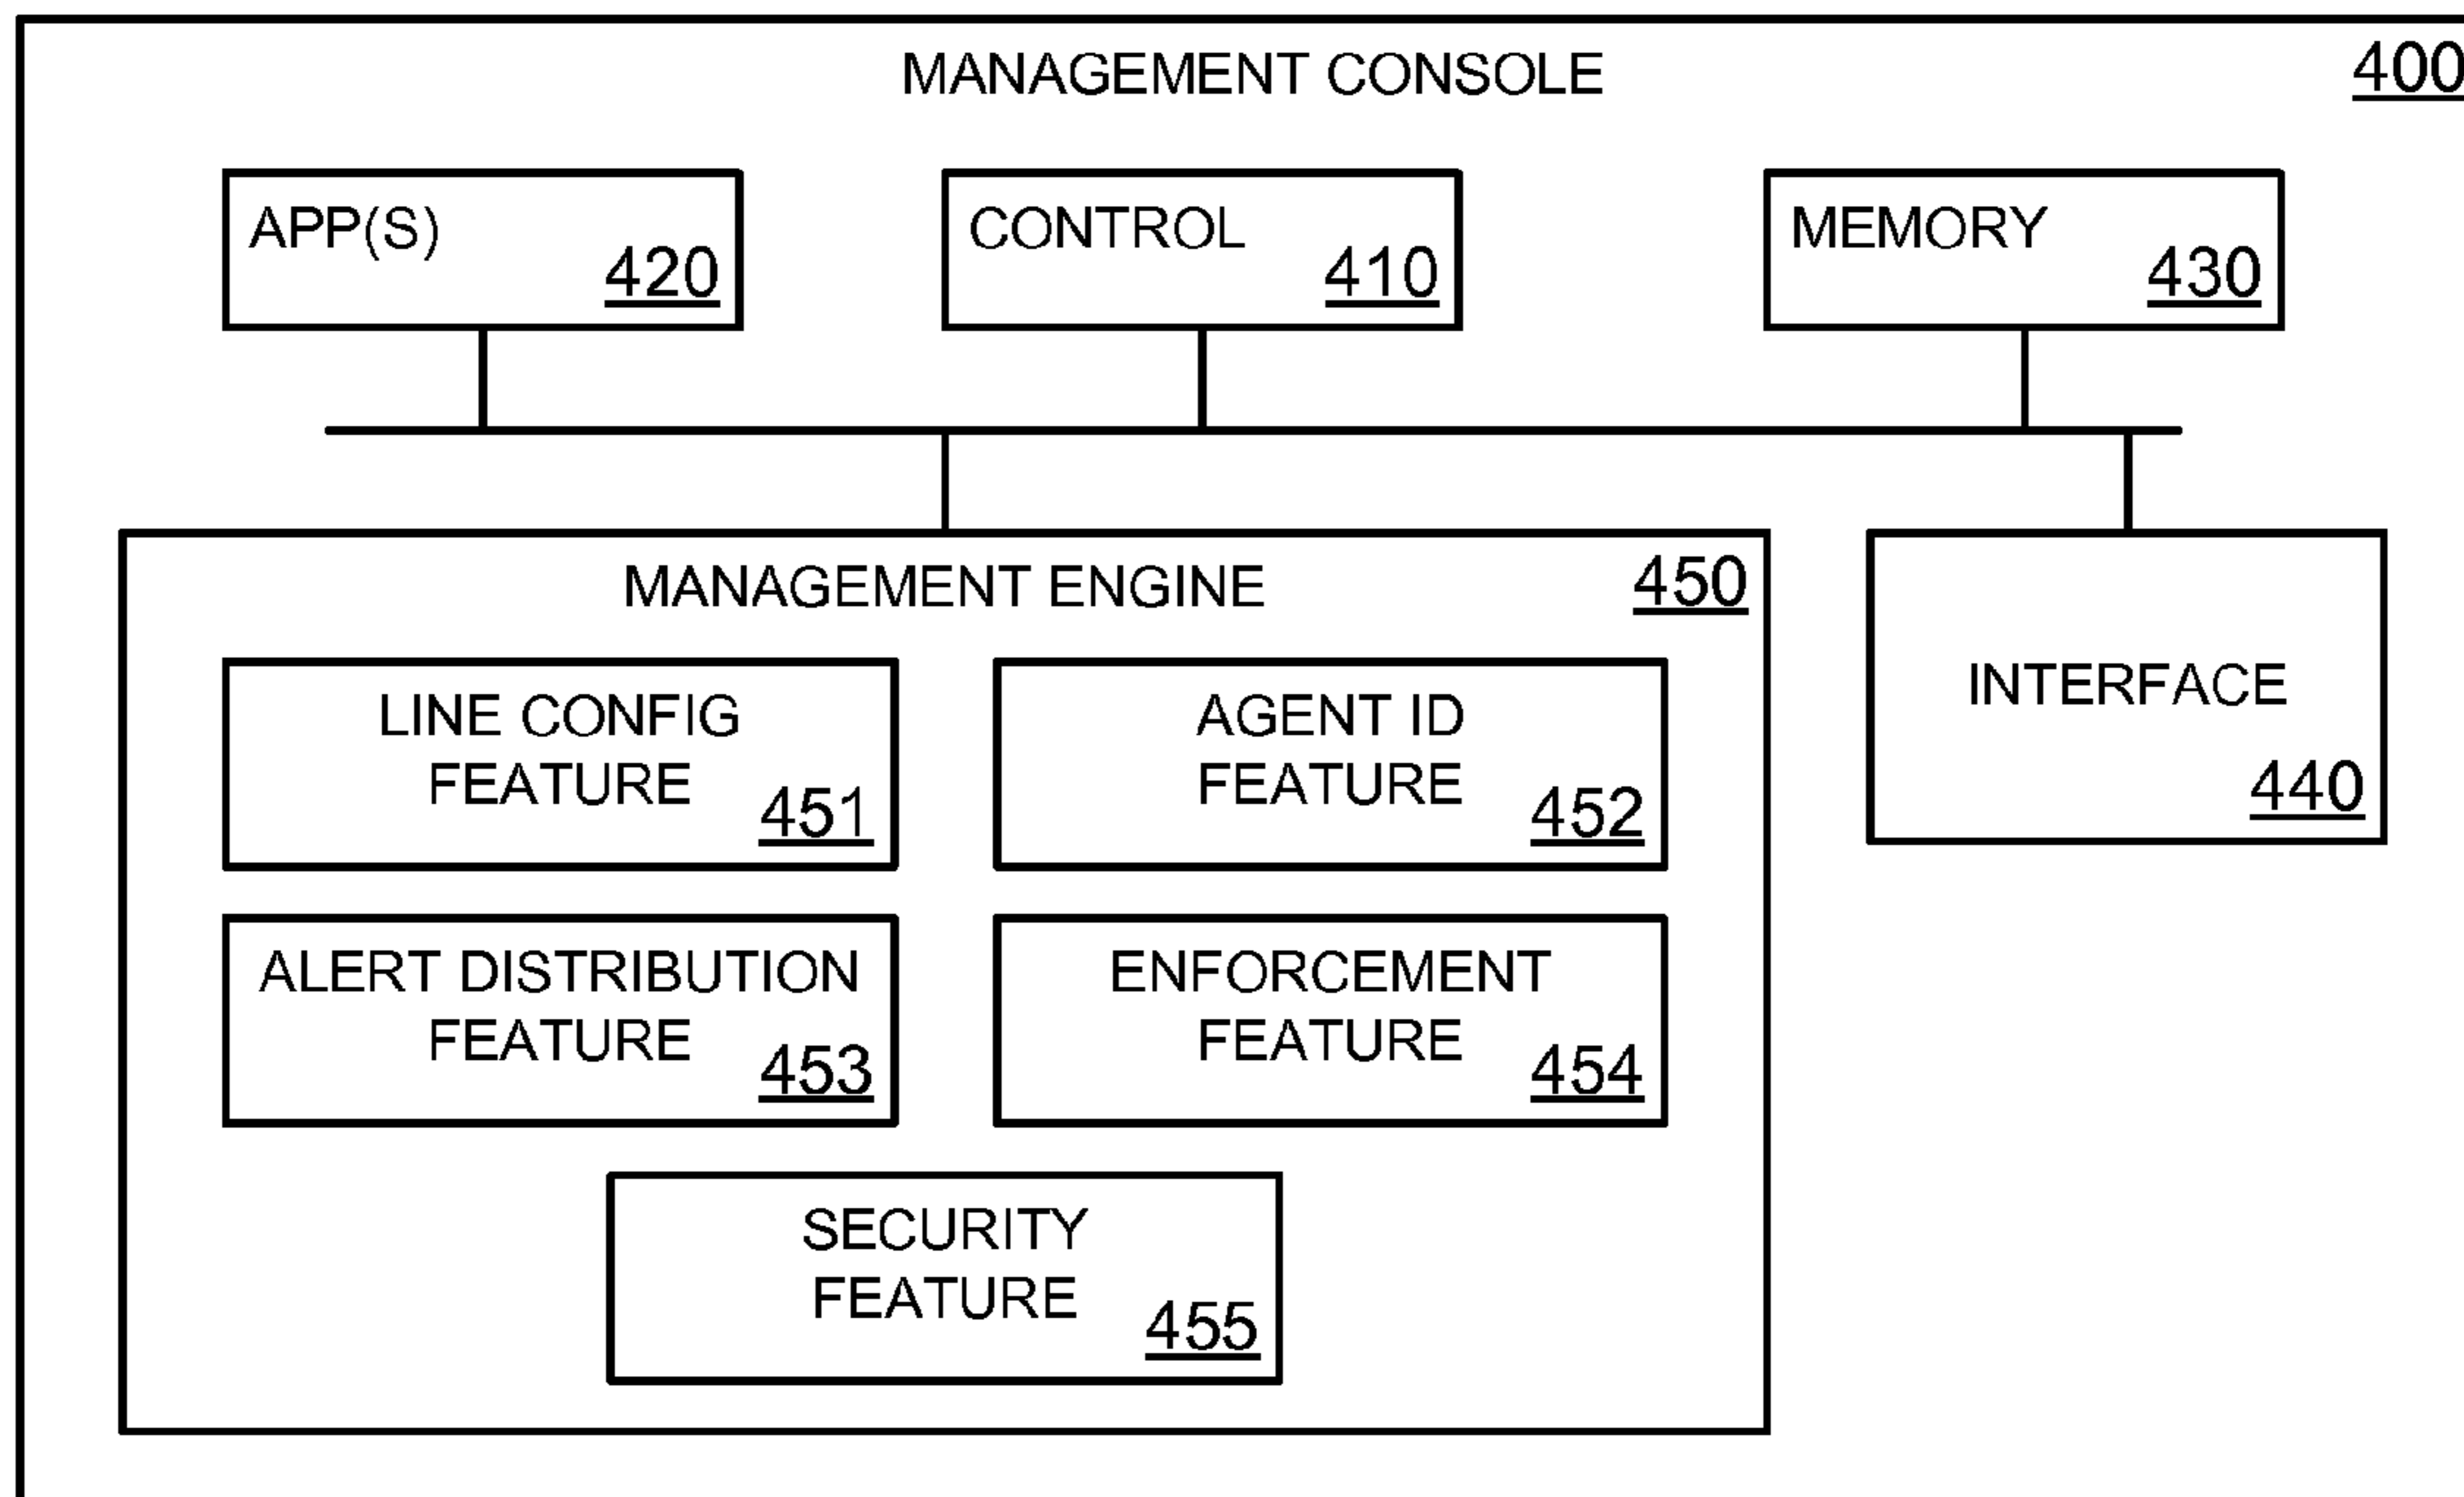 MANAGEMENT CONSOLE
400
APP(S)
420
CONTROL
410
MEMORY
430
MANAGEMENT ENGINE
450
LINE CONFIG
FEATURE
451
AGENT ID
FEATURE
452
INTERFACE
440
ALERT DISTRIBUTION
FEATURE
453
ENFORCEMENT
FEATURE
454
SECURITY
FEATURE
455